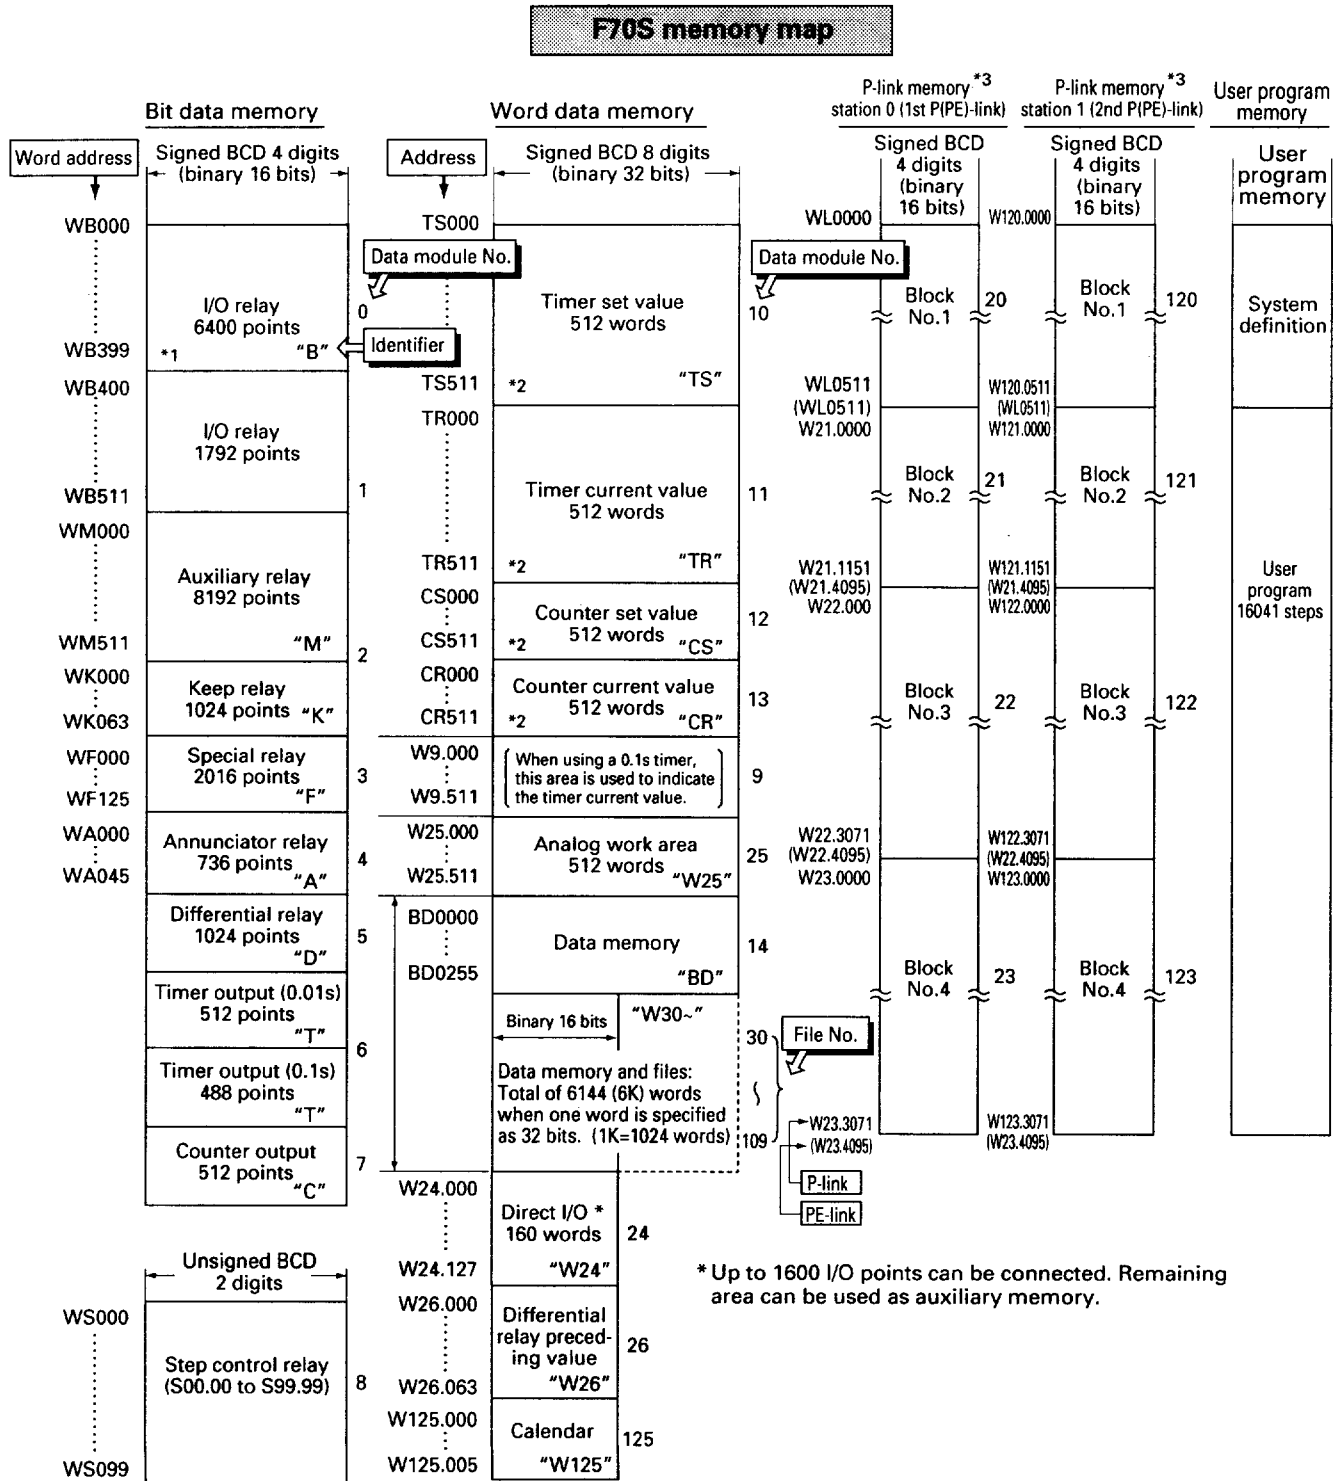 F70S memory map
Bit data memory
Word address
Signed BCD 4 digits
(binary 16 bits)
WB000
I/O relay
6400 points
WB399
*1
"B"
0
WB400
I/O relay
1792 points
WB511
1
WM000
Auxiliary relay
8192 points
WM511
"M"
2
WK000
Keep relay
1024 points "K"
WK063
WF000
Special relay
2016 points
"F"
WF125
3
WA000
Annunciator relay
736 points
"A"
WA045
4
Differential relay
1024 points
"D"
5
Timer output (0.01s)
512 points
"T"
6
Timer output (0.1s)
488 points
"T"
Counter output
512 points
"C"
7
Unsigned BCD
2 digits
WS000
Step control relay
(S00.00 to S99.99)
8
WS099
Data module No.
Identifier
Word data memory
Address
Signed BCD 8 digits
(binary 32 bits)
TS000
Timer set value
512 words
TS511
*2
"TS"
Data module No.
10
TR000
Timer current value
512 words
TR511
*2
"TR"
11
CS000
Counter set value
512 words
CS511
*2
"CS"
12
CR000
Counter current value
512 words
CR511
*2
"CR"
13
W9.000
When using a 0.1s timer,
this area is used to indicate
the timer current value.
W9.511
9
W25.000
Analog work area
512 words
W25.511
"W25"
25
BD0000
Data memory
BD0255
"BD"
14
Binary 16 bits
"W30~"
30
Data memory and files:
Total of 6144 (6K) words
when one word is specified
as 32 bits. (1K=1024 words)
109
File No.
W24.000
Direct I/O *
160 words
W24.127
"W24"
24
W26.000
Differential
relay preced-
ing value
W26.063
"W26"
26
W125.000
Calendar
W125.005
"W125"
125
P-link memory *3
station 0 (1st P(PE)-link)
Signed BCD
4 digits
(binary
16 bits)
WL0000
Block
No.1
20
WL0511
(WL0511)
W21.0000
Block
No.2
21
W21.1151
(W21.4095)
W22.000
Block
No.3
22
W22.3071
(W22.4095)
W23.0000
Block
No.4
23
W23.3071
(W23.4095)
P-link
PE-link
P-link memory *3
station 1 (2nd P(PE)-link)
Signed BCD
4 digits
(binary
16 bits)
W120.0000
Block
No.1
120
W120.0511
(WL0511)
W121.0000
Block
No.2
121
W121.1151
(W21.4095)
W122.0000
Block
No.3
122
W122.3071
(W22.4095)
W123.0000
Block
No.4
123
W123.3071
(W23.4095)
User program
memory
User
program
memory
System
definition
User
program
16041 steps
* Up to 1600 I/O points can be connected. Remaining
area can be used as auxiliary memory.